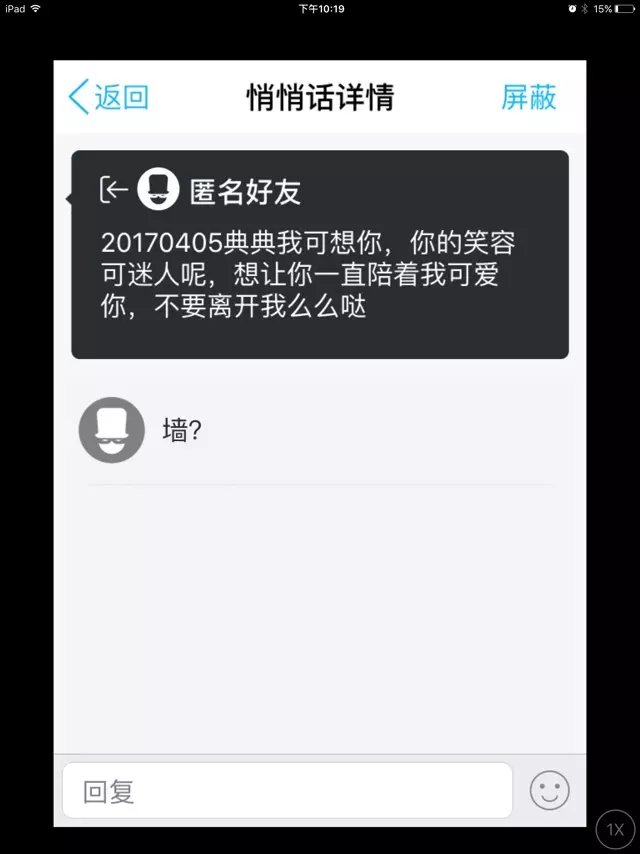 iPad 下午10:19 15%
返回 悄悄话详情 屏蔽
匿名好友
20170405典典我可想你，你的笑容
可迷人呢，想让你一直陪着我可爱
你，不要离开我么么哒
墙?
回复
1X